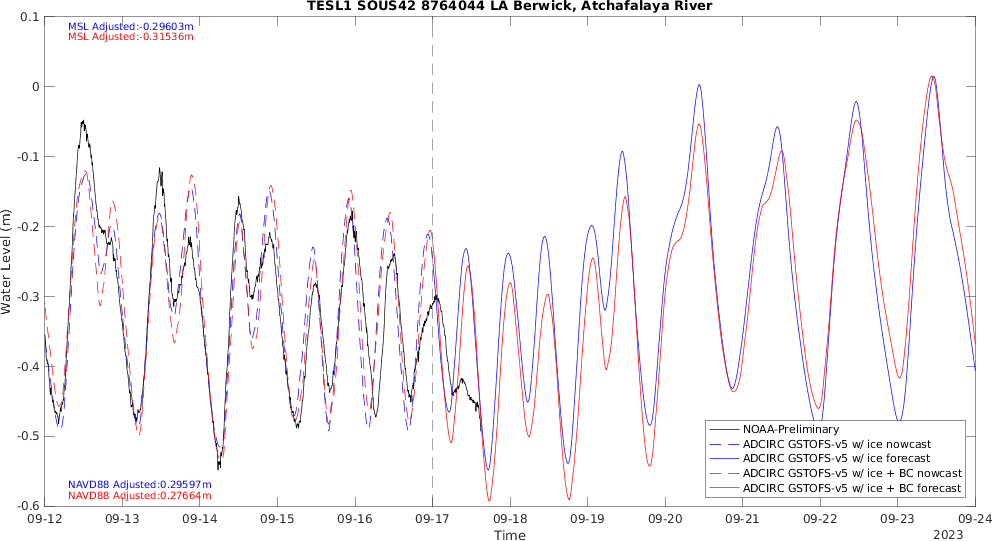 TESL1 SOUS42 8764044 LA Berwick, Atchafalaya River
MSL Adjusted:-0.29603m
MSL Adjusted:-0.31536m
Water Level (m)
0.1
0
-0.1
-0.2
-0.3
-0.4
-0.5
-0.6
NAVD88 Adjusted:0.29597m
NAVD88 Adjusted:0.27664m
NOAA-Preliminary
ADCIRC GSTOFS-v5 w/ ice nowcast
ADCIRC GSTOFS-v5 w/ ice forecast
ADCIRC GSTOFS-v5 w/ ice + BC nowcast
ADCIRC GSTOFS-v5 w/ ice + BC forecast
09-12 09-13 09-14 09-15 09-16 09-17 09-18 09-19 09-20 09-21 09-22 09-23 09-24
Time
2023